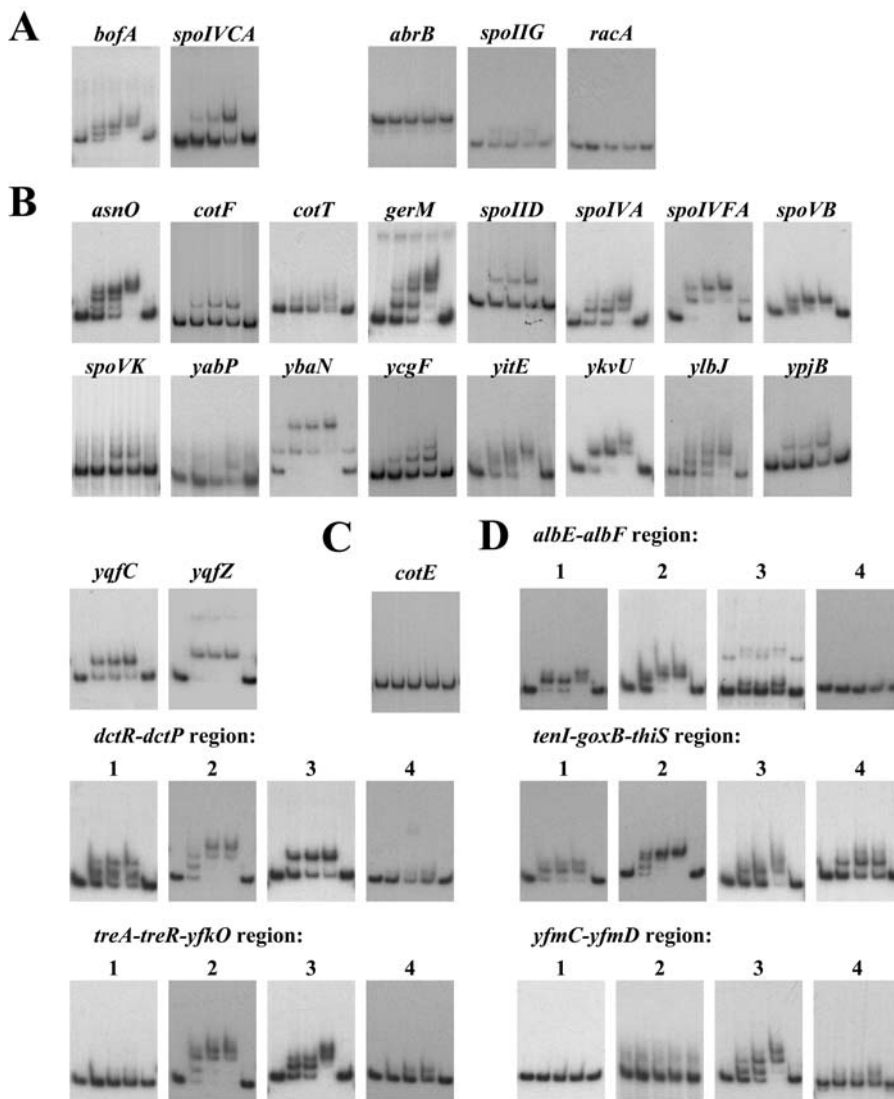 A
bofA spoIVCA abrB spoIIG racA
B
asnO cotF cotT gerM spoIID spoIVA spoIVFA spoVB
spoVK yabP ybaN ycgF yitE ykvU ylbJ ypjB
C D albE-albF region:
yqfC yqfZ cotE 1 2 3 4
dctR-dctP region: tenI-goxB-thiS region:
1 2 3 4 1 2 3 4
treA-treR-yfkO region: yfmC-yfmD region:
1 2 3 4 1 2 3 4